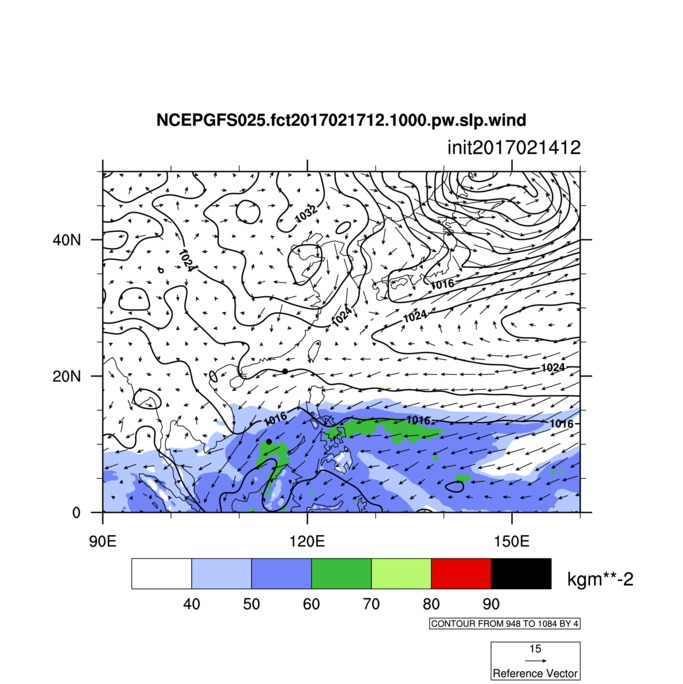 NCEPGFS025.fct2017021712.1000.pw.slp.wind
init2017021412
1032
40N
1024
1016
1024
1024
1024
20N
1016
1016
1016
0
90E 120E 150E
kgm**-2
40 50 60 70 80 90
CONTOUR FROM 948 TO 1084 BY 4
15
Reference Vector